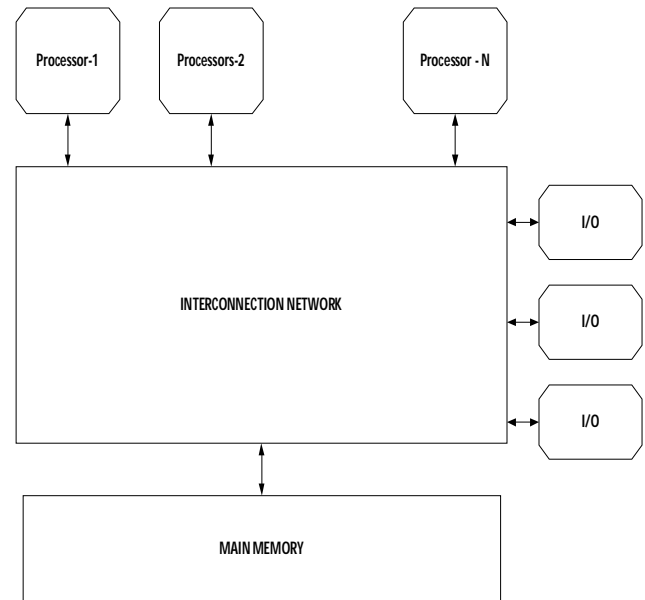 Processor-1
Processors-2
Processor - N
I/O
INTERCONNECTION NETWORK
I/O
I/O
MAIN MEMORY